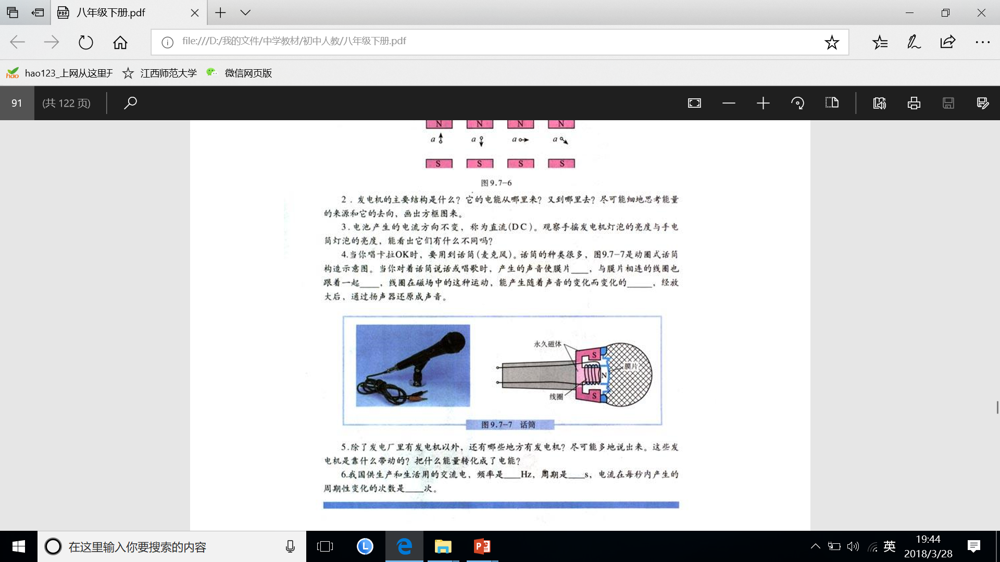 八年级下册.pdf
file:///D:/我的文件/中学教材/初中人教/八年级下册.pdf
hao123_上网从这里开 江西师范大学 微信网页版
91 (共 122 页)
N N N N
a a a a
S S S S
图9.7-6
2．发电机的主要结构是什么？它的电能从哪里来？又到哪里去？尽可能细地思考能量
的来源和它的去向，画出方框图来。
3.电池产生的电流方向不变，称为直流(DC)。观察手摇发电机灯泡的亮度与手电
筒灯泡的亮度，能看出它们有什么不同吗？
4.当你唱卡拉OK时，要用到话筒(麦克风)。话筒的种类很多，图9.7-7是动圈式话筒
构造示意图。当你对着话筒说话或唱歌时，产生的声音使膜片____，与膜片相连的线圈也
跟着一起____，线圈在磁场中的这种运动，能产生随着声音的变化而变化的_____，经放
大后，通过扬声器还原成声音。
永久磁体
S
膜片
N
线圈
S
图9.7-7 话筒
5.除了发电厂里有发电机以外，还有哪些地方有发电机？尽可能多地说出来。这些发
电机是靠什么带动的？把什么能量转化成了电能？
6.我国供生产和生活用的交流电，频率是____Hz，周期是____s，电流在每秒内产生的
周期性变化的次数是____次。
在这里输入你要搜索的内容
英
19:44
2018/3/28